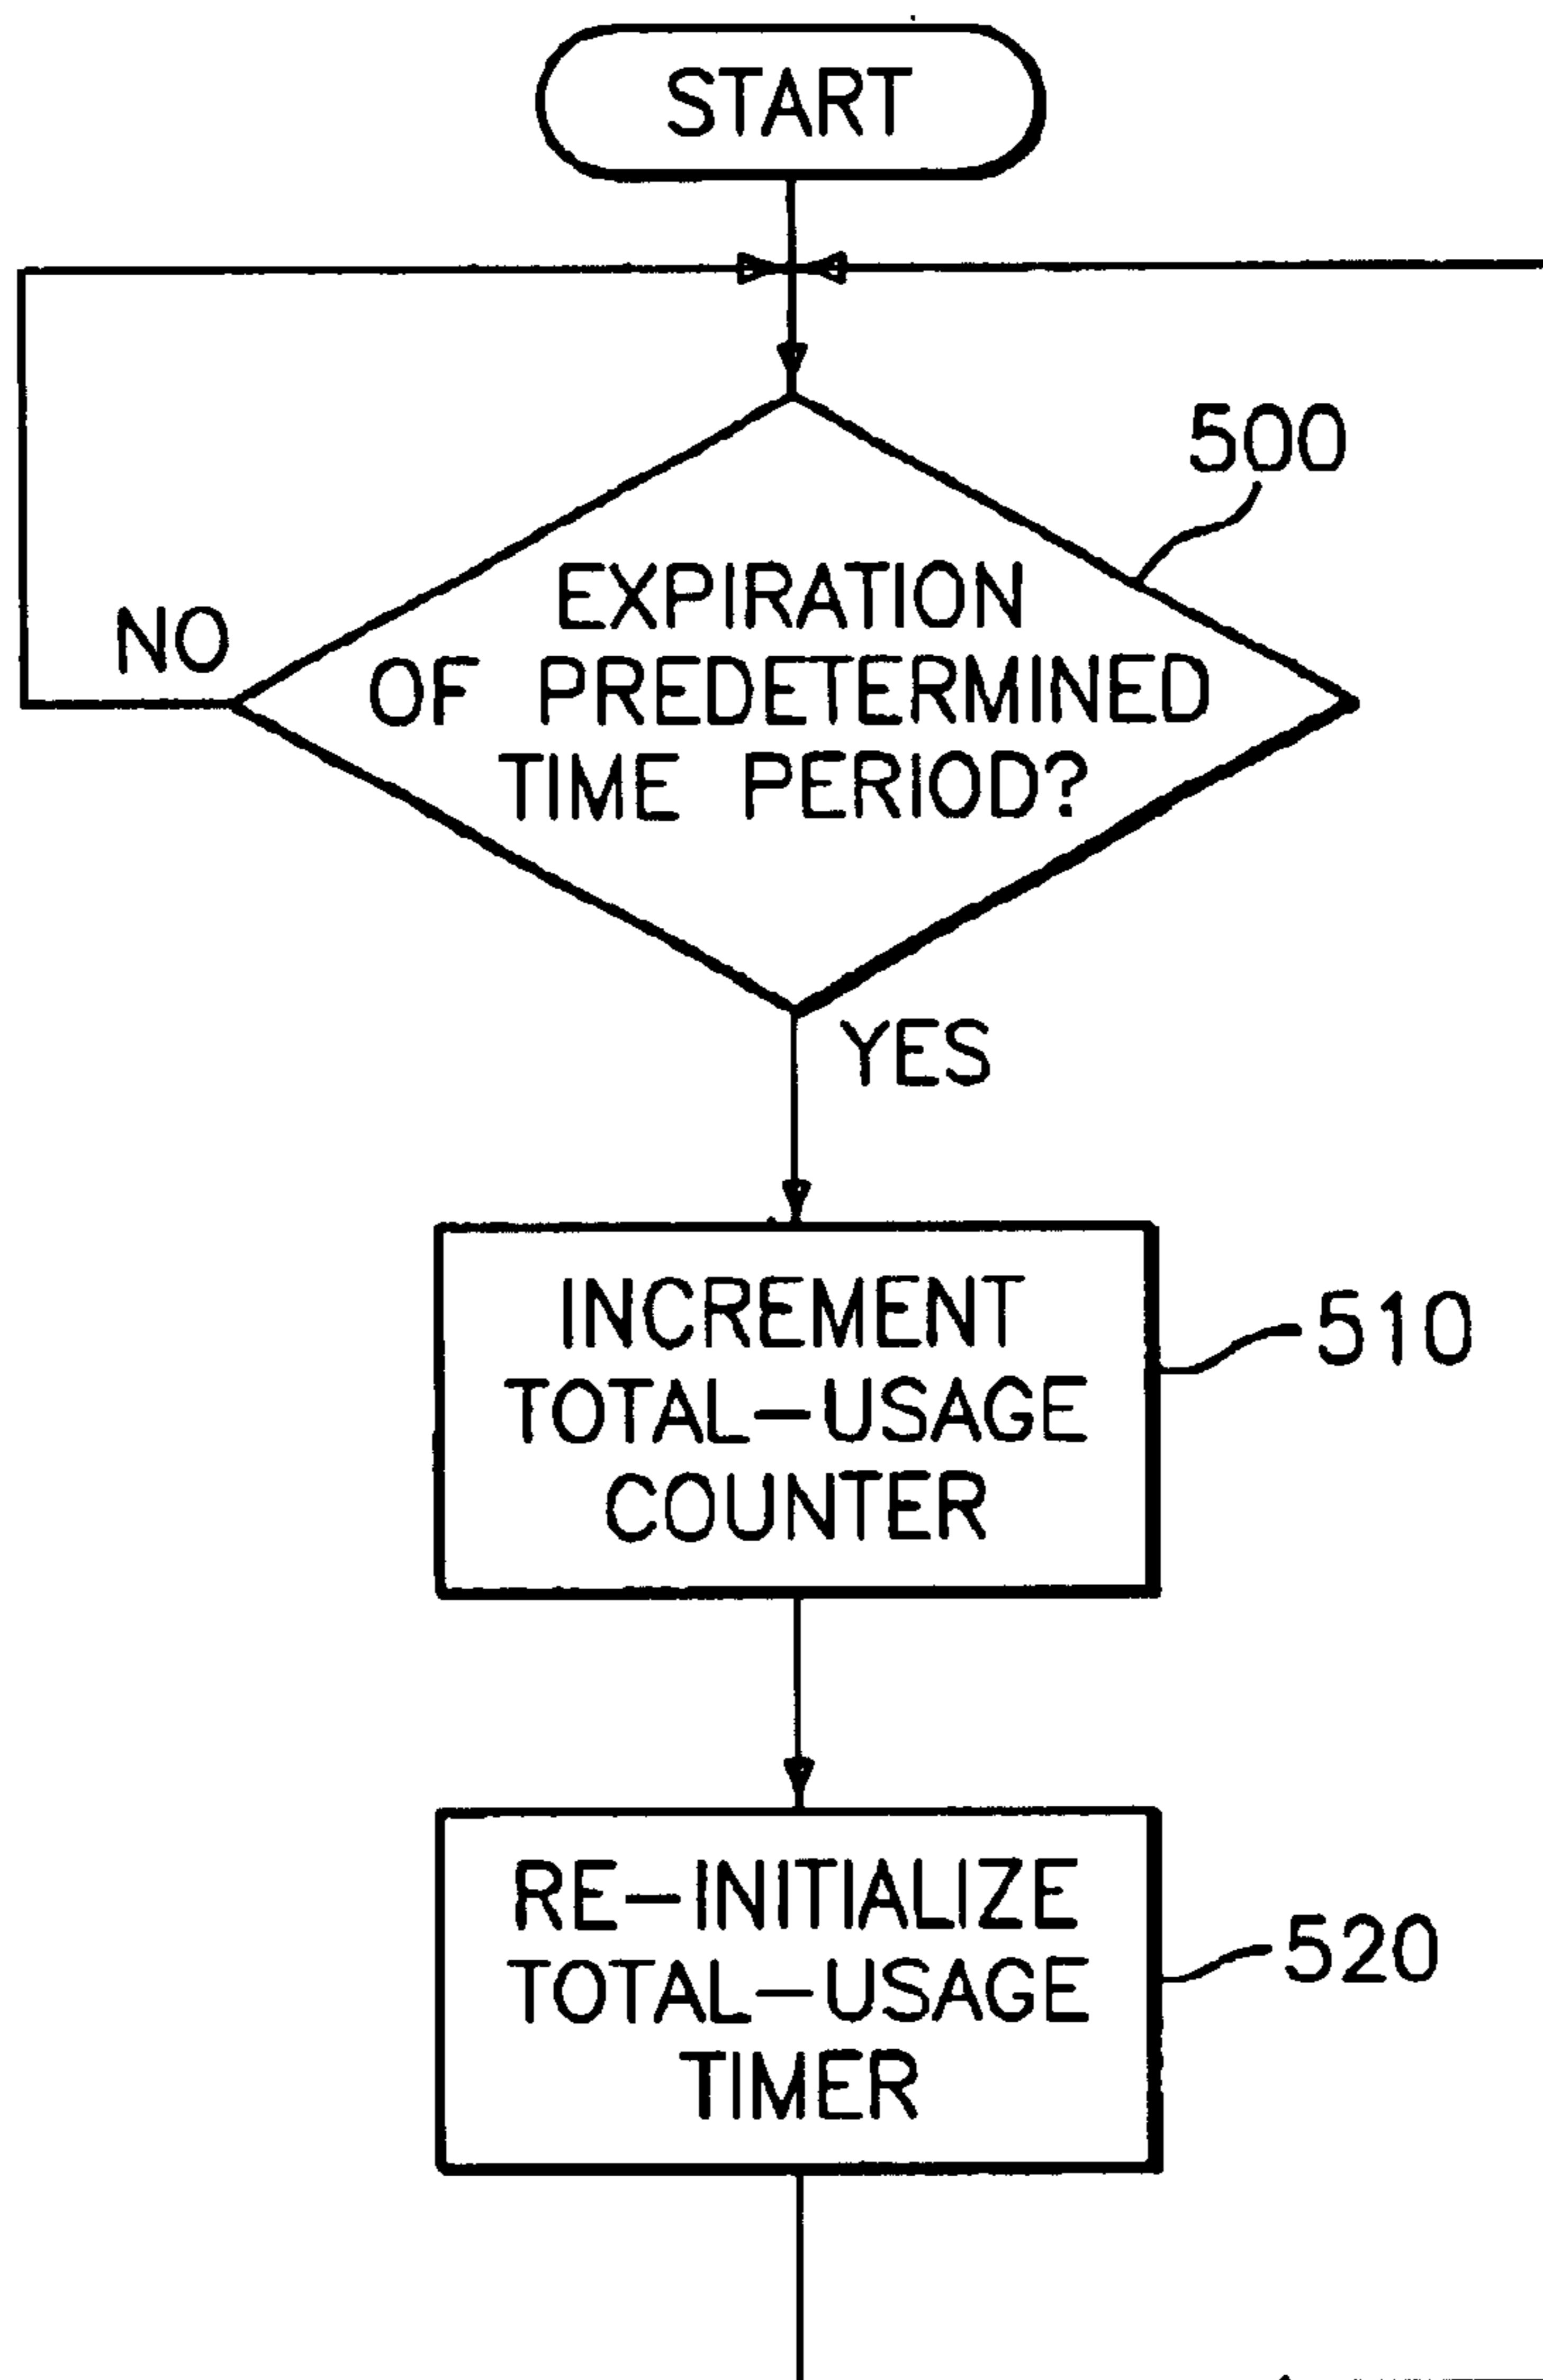 START
500
EXPIRATION
OF PREDETERMINED
TIME PERIOD?
NO
YES
INCREMENT
TOTAL-USAGE
COUNTER
510
RE-INITIALIZE
TOTAL-USAGE
TIMER
520